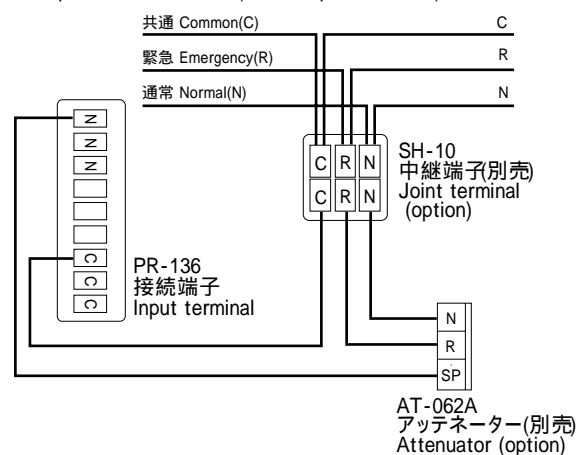 共通 Common(C)
C
緊急 Emergency(R)
R
通常 Normal(N)
N
N
N
N
C
C
C
PR-136
接続端子
Input terminal
C R N
C R N
SH-10
中継端子(別売)
Joint terminal
(option)
N
R
SP
AT-062A
アッテネーター(別売)
Attenuator (option)